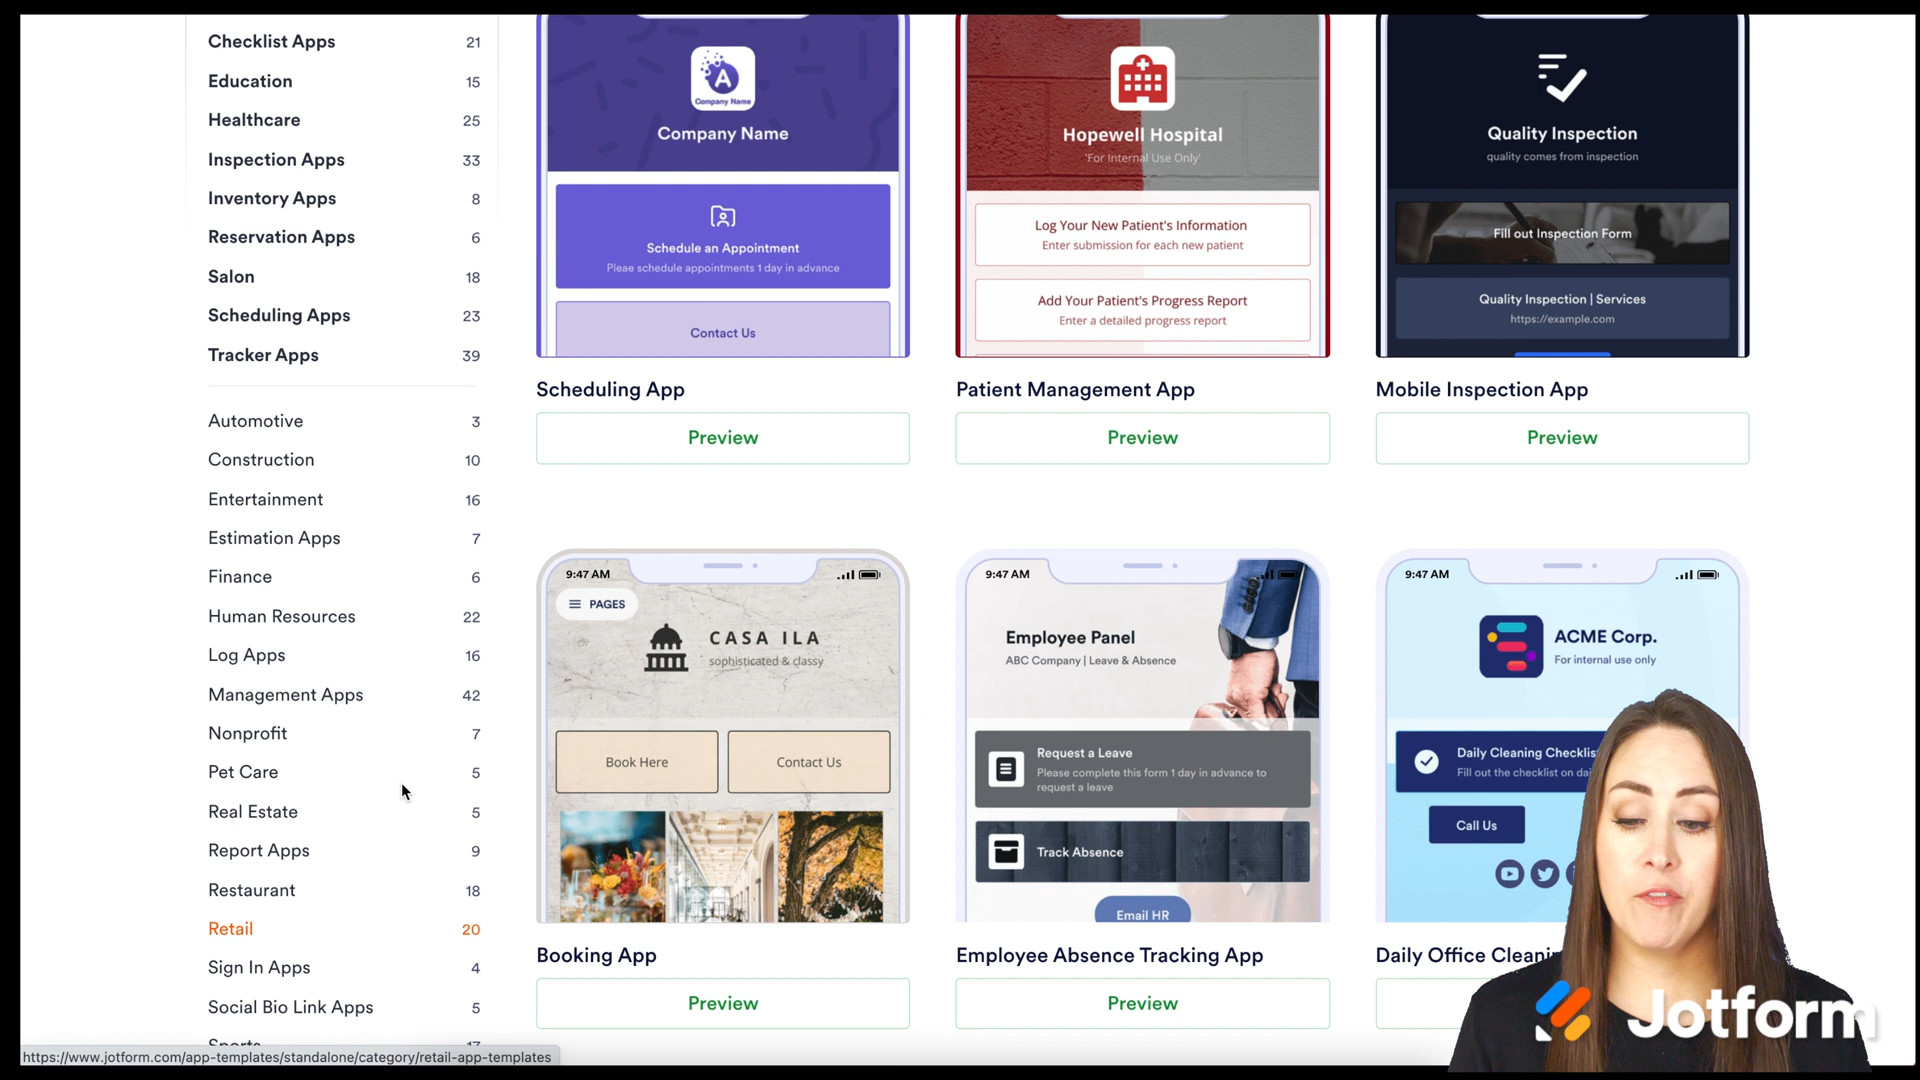 Checklist Apps 21
Education 15
Healthcare 25
Inspection Apps 33
Inventory Apps 8
Reservation Apps 6
Salon 18
Scheduling Apps 23
Tracker Apps 39
Automotive 3
Construction 10
Entertainment 16
Estimation Apps 7
Finance 6
Human Resources 22
Log Apps 16
Management Apps 42
Nonprofit 7
Pet Care 5
Real Estate 5
Report Apps 9
Restaurant 18
Retail 20
Sign In Apps 4
Social Bio Link Apps 5
Sports 17
https://www.jotform.com/app-templates/standalone/category/retail-app-templates
A
Company Name
Company Name
Schedule an Appointment
Pleae schedule appointments 1 day in advance
Contact Us
Scheduling App
Preview
Hopewell Hospital
'For Internal Use Only'
Log Your New Patient's Information
Enter submission for each new patient
Add Your Patient's Progress Report
Enter a detailed progress report
Patient Management App
Preview
Quality Inspection
quality comes from inspection
Fill out Inspection Form
Quality Inspection | Services
https://example.com
Mobile Inspection App
Preview
9:47 AM
PAGES
CASA ILA
sophisticated & classy
Book Here
Contact Us
Booking App
Preview
9:47 AM
Employee Panel
ABC Company | Leave & Absence
Request a Leave
Please complete this form 1 day in advance to
request a leave
Track Absence
Email HR
Employee Absence Tracking App
Preview
9:47 AM
ACME Corp.
For internal use only
Daily Cleaning Checklis
Fill out the checklist on dai
Call Us
Daily Office Cleani
Jotform